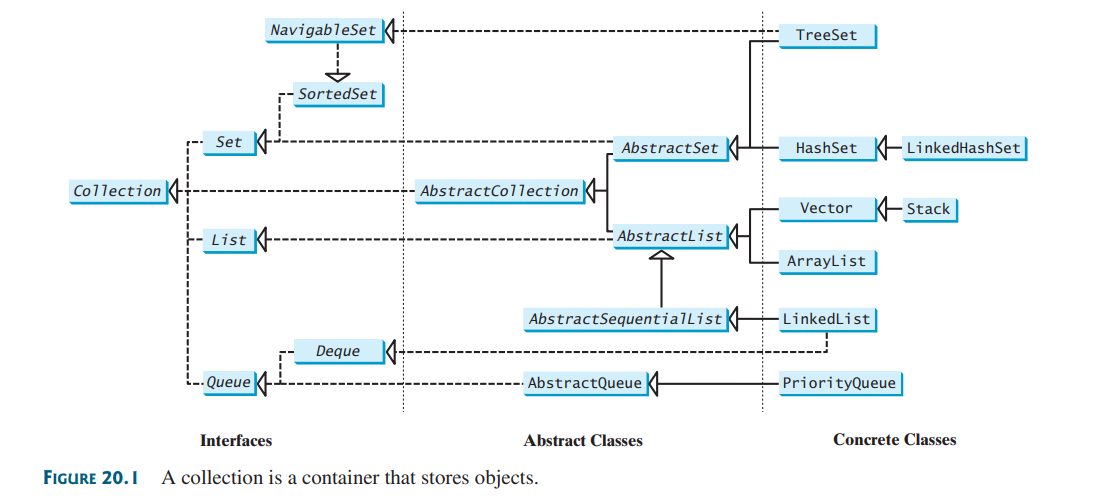 NavigableSet
TreeSet
SortedSet
Set
AbstractSet
HashSet
LinkedHashSet
Collection
AbstractCollection
Vector
Stack
List
AbstractList
ArrayList
AbstractSequentialList
LinkedList
Deque
Queue
AbstractQueue
PriorityQueue
Interfaces
Abstract Classes
Concrete Classes
FIGURE 20.1 A collection is a container that stores objects.